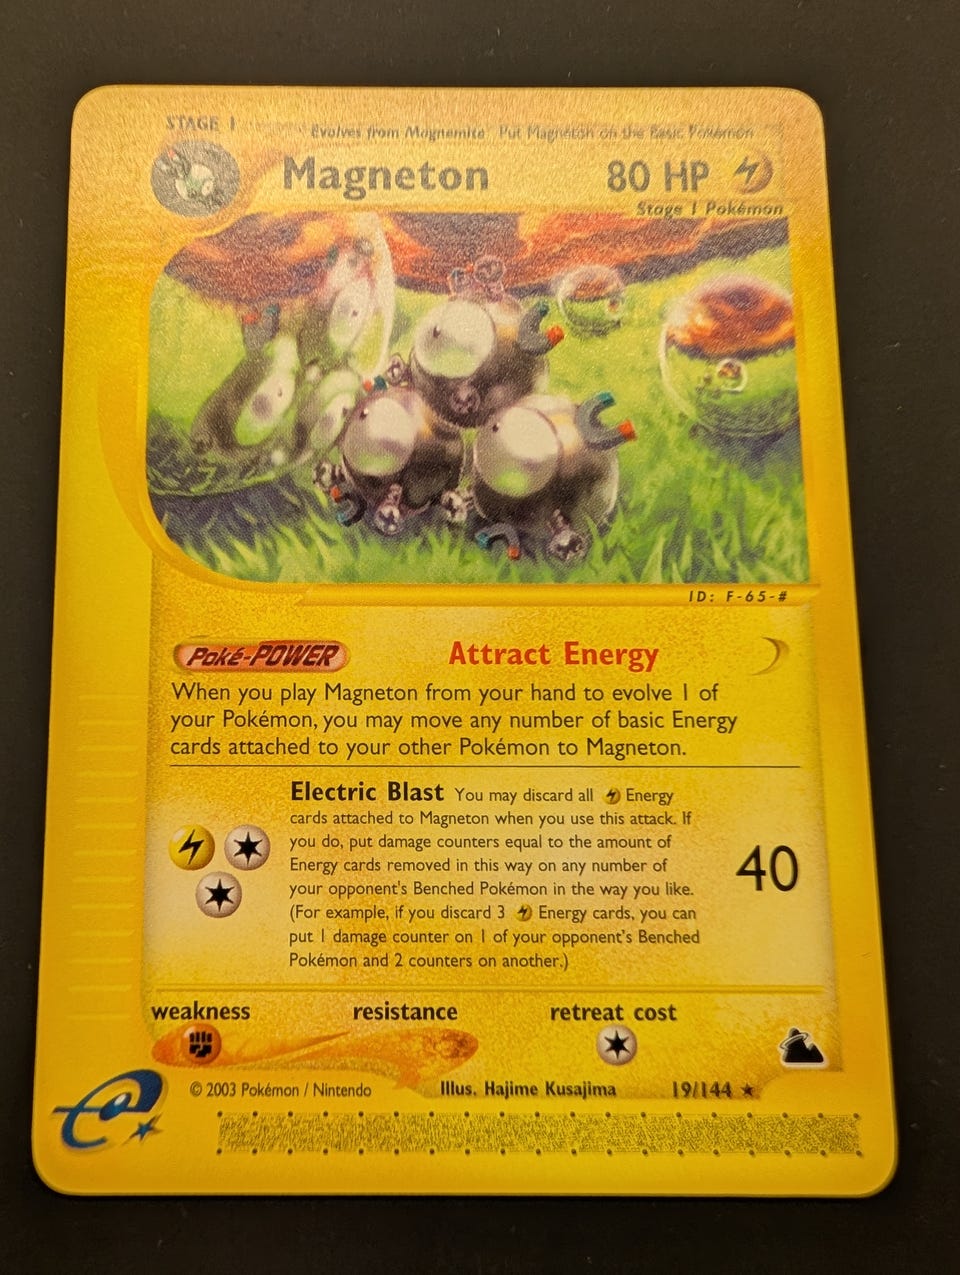 STAGE 1 Evolves from Magnemite Put Magneton on the Basic Pokémon
Magneton 80 HP
Stage 1 Pokémon
ID: F-65-#
Poké-POWER Attract Energy
When you play Magneton from your hand to evolve 1 of
your Pokémon, you may move any number of basic Energy
cards attached to your other Pokémon to Magneton.
Electric Blast You may discard all Energy
cards attached to Magneton when you use this attack. If
you do, put damage counters equal to the amount of
Energy cards removed in this way on any number of
your opponent's Benched Pokémon in the way you like.
(For example, if you discard 3 Energy cards, you can
put 1 damage counter on 1 of your opponent's Benched
Pokémon and 2 counters on another.)
40
weakness resistance retreat cost
© 2003 Pokémon / Nintendo Illus. Hajime Kusajima 19/144 ★
e